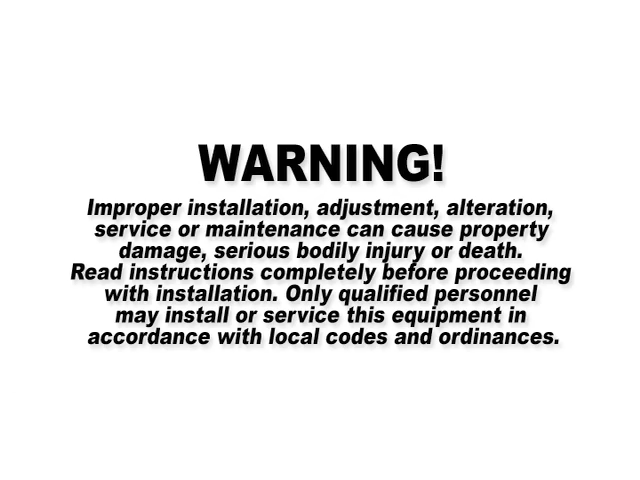 WARNING!
Improper installation, adjustment, alteration,
service or maintenance can cause property
damage, serious bodily injury or death.
Read instructions completely before proceeding
with installation. Only qualified personnel
may install or service this equipment in
accordance with local codes and ordinances.